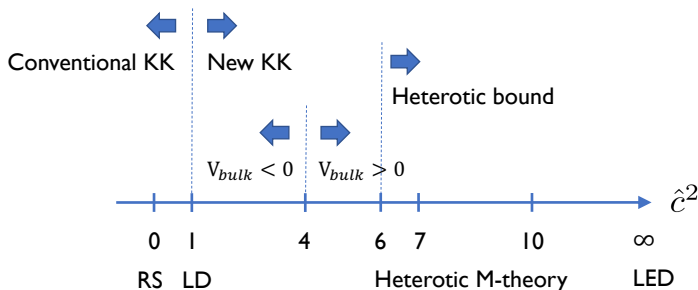 Conventional KK New KK
Heterotic bound
V_bulk < 0 V_bulk > 0
ĉ²
0 1 4 6 7 10 ∞
RS LD Heterotic M-theory LED